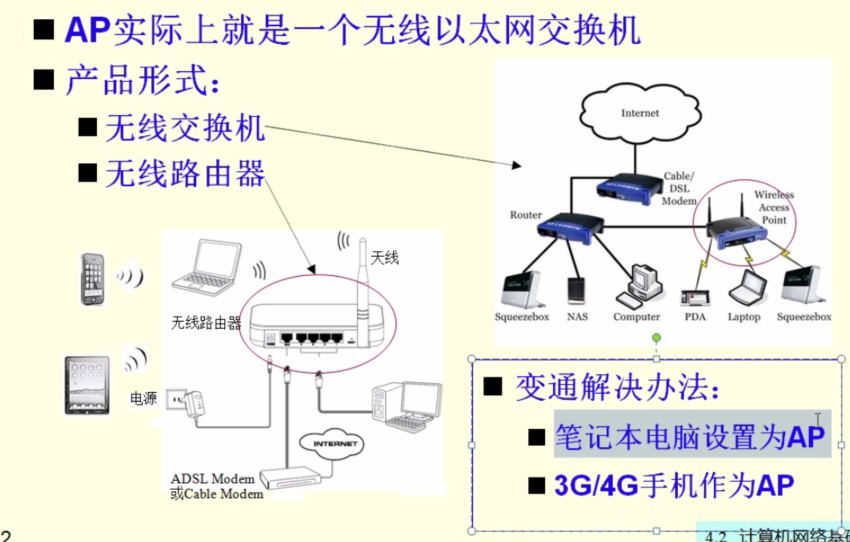 AP实际上就是一个无线以太网交换机
产品形式：
无线交换机
无线路由器
Internet
Cable/
DSL
Modem
Router
Wireless
Access
Point
Squeezebox
NAS
Computer
PDA
Laptop
Squeezebox
天线
无线路由器
电源
INTERNET
ADSL Modem
或Cable Modem
变通解决办法：
笔记本电脑设置为AP
3G/4G手机作为AP
2
4.2 计算机网络基